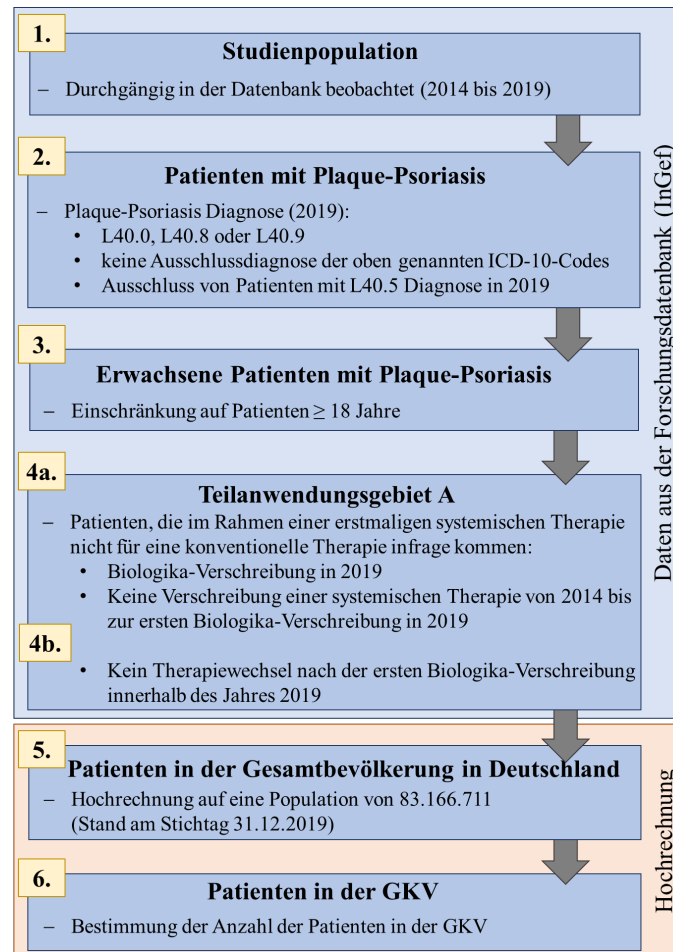 1.
Studienpopulation
– Durchgängig in der Datenbank beobachtet (2014 bis 2019)
2.
Patienten mit Plaque-Psoriasis
– Plaque-Psoriasis Diagnose (2019):
• L40.0, L40.8 oder L40.9
• keine Ausschlussdiagnose der oben genannten ICD-10-Codes
• Ausschluss von Patienten mit L40.5 Diagnose in 2019
3.
Erwachsene Patienten mit Plaque-Psoriasis
– Einschränkung auf Patienten ≥ 18 Jahre
4a.
Teilanwendungsgebiet A
– Patienten, die im Rahmen einer erstmaligen systemischen Therapie
nicht für eine konventionelle Therapie infrage kommen:
• Biologika-Verschreibung in 2019
• Keine Verschreibung einer systemischen Therapie von 2014 bis
zur ersten Biologika-Verschreibung in 2019
4b.
• Kein Therapiewechsel nach der ersten Biologika-Verschreibung
innerhalb des Jahres 2019
Daten aus der Forschungsdatenbank (InGef)
5.
Patienten in der Gesamtbevölkerung in Deutschland
– Hochrechnung auf eine Population von 83.166.711
(Stand am Stichtag 31.12.2019)
6.
Patienten in der GKV
– Bestimmung der Anzahl der Patienten in der GKV
Hochrechnung